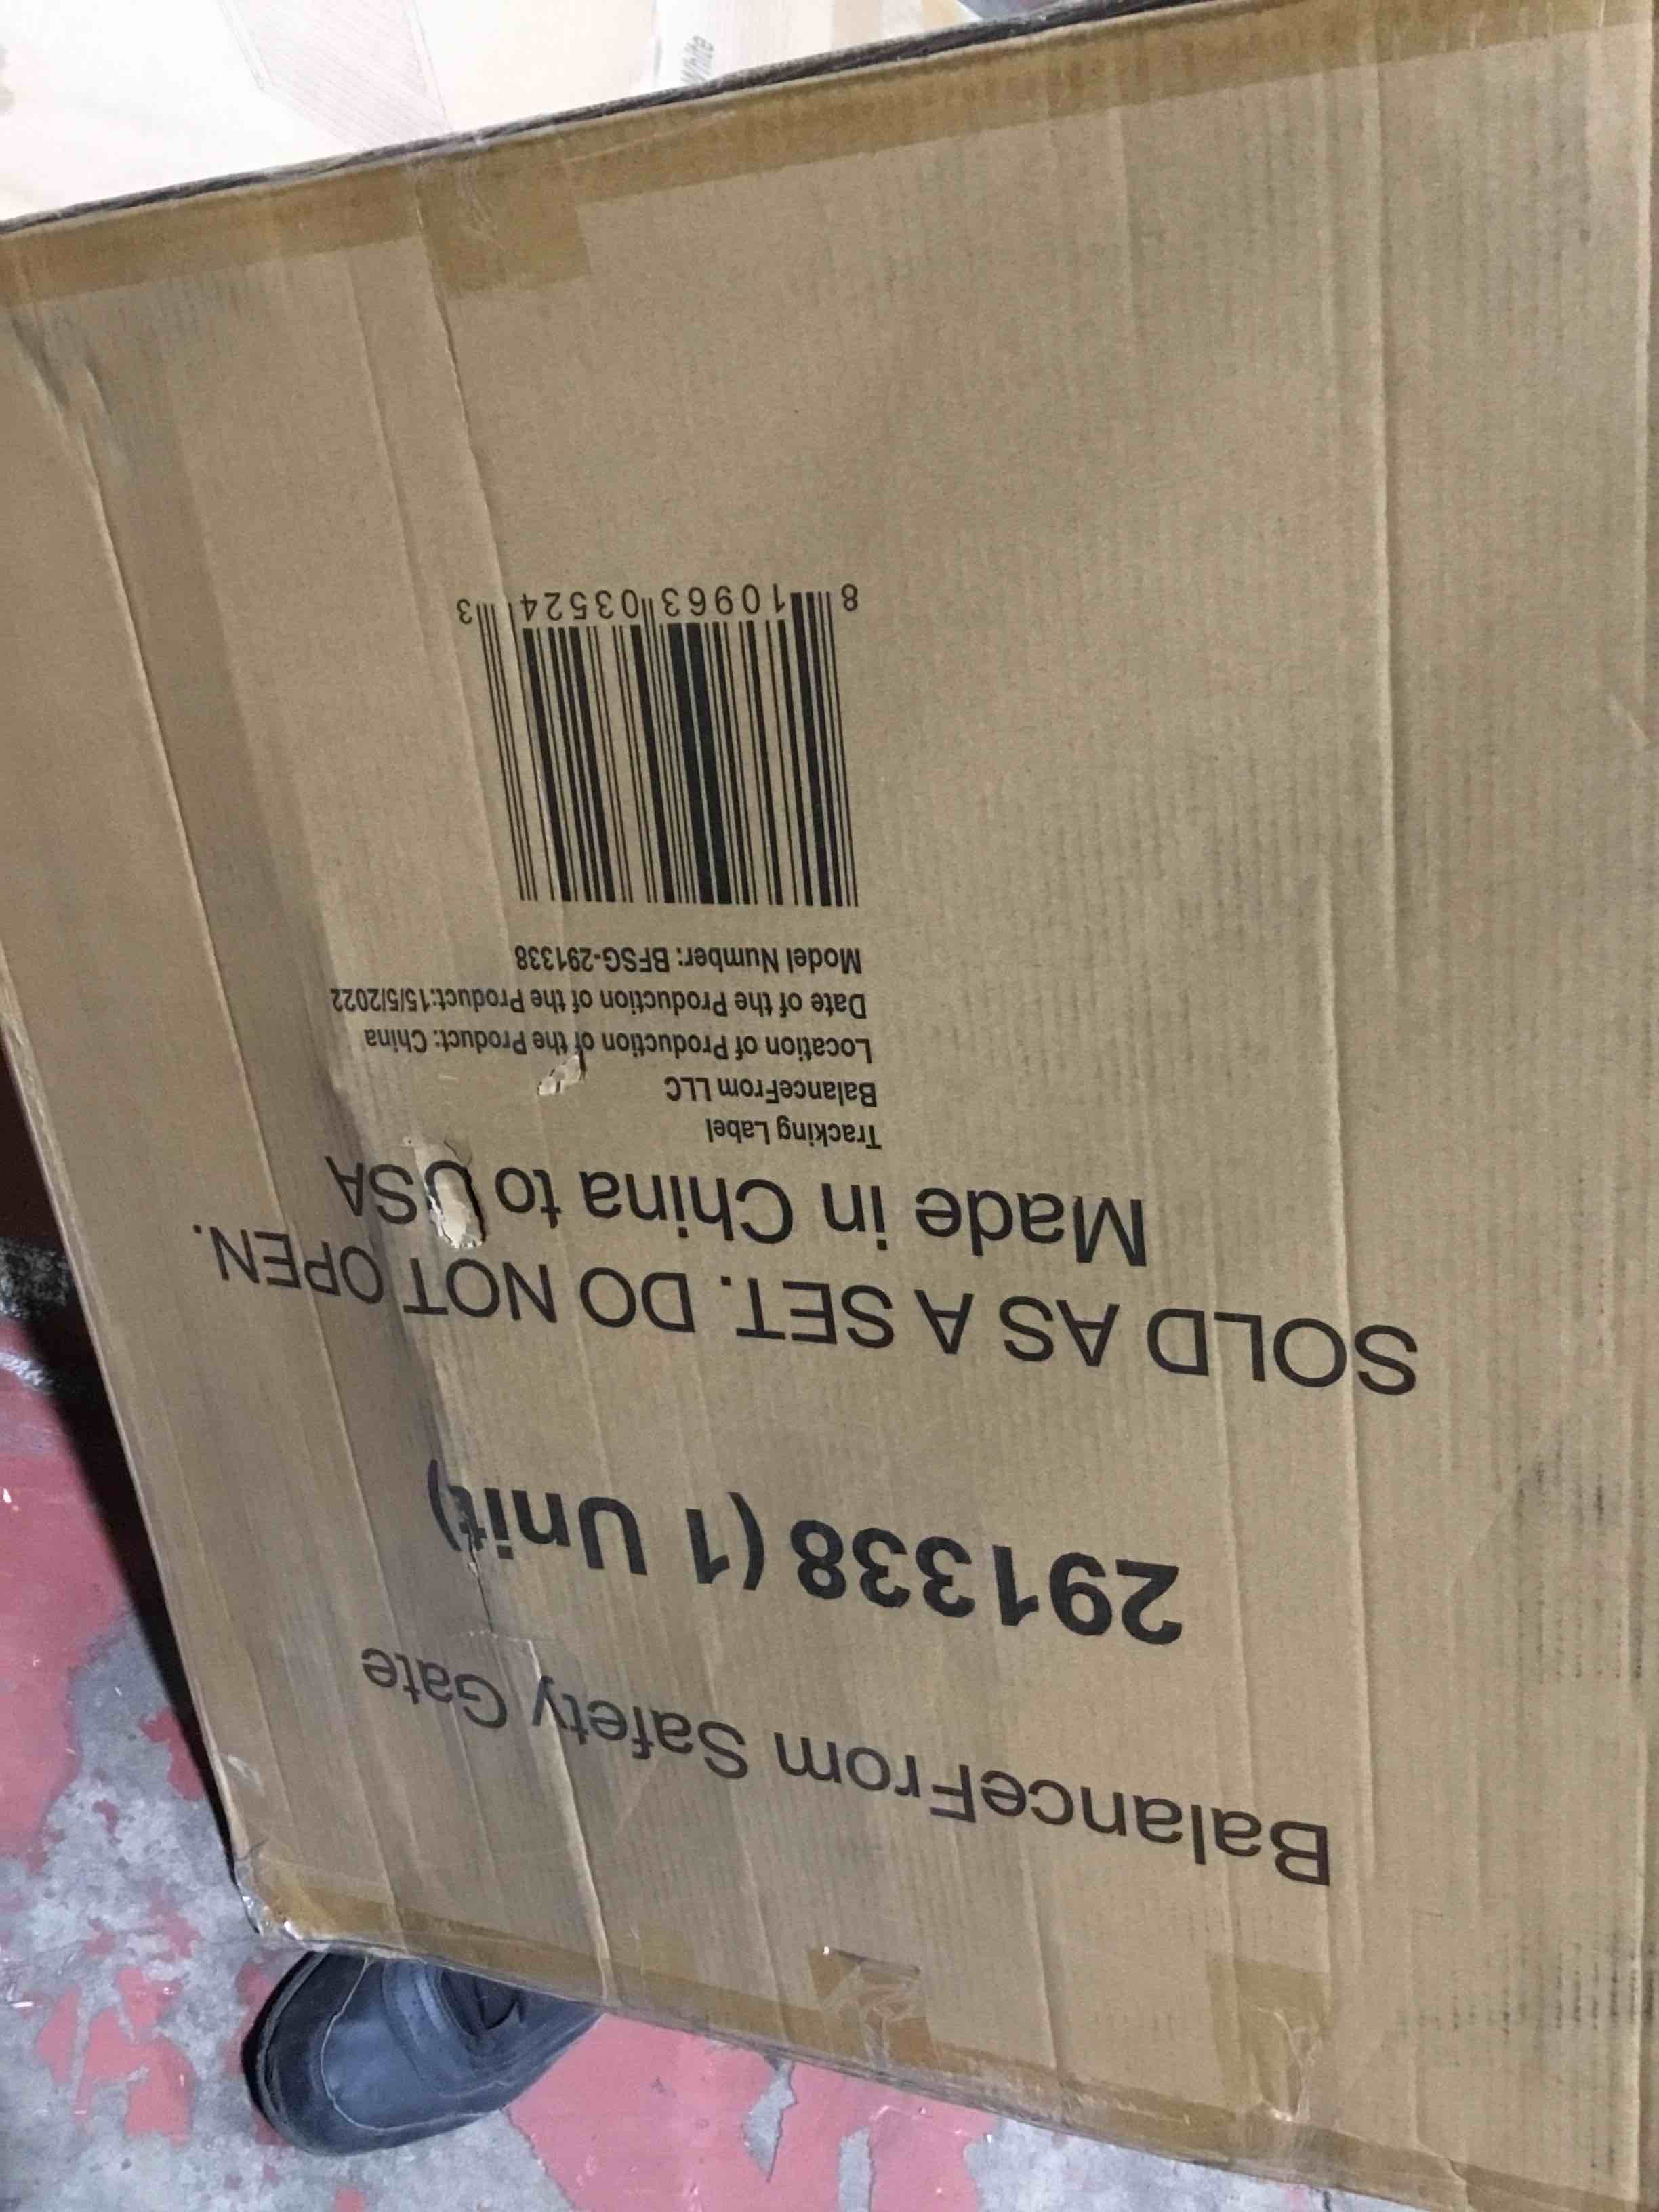 BalanceFrom Safety Gate
291338 (1 Unit)
SOLD AS A SET. DO NOT OPEN.
Made in China to USA
Tracking Label
BalanceFrom LLC
Location of Production of the Product: China
Date of the Production of the Product:15/5/2022
Model Number: BFSG-291338
8 10963 03524 3
White